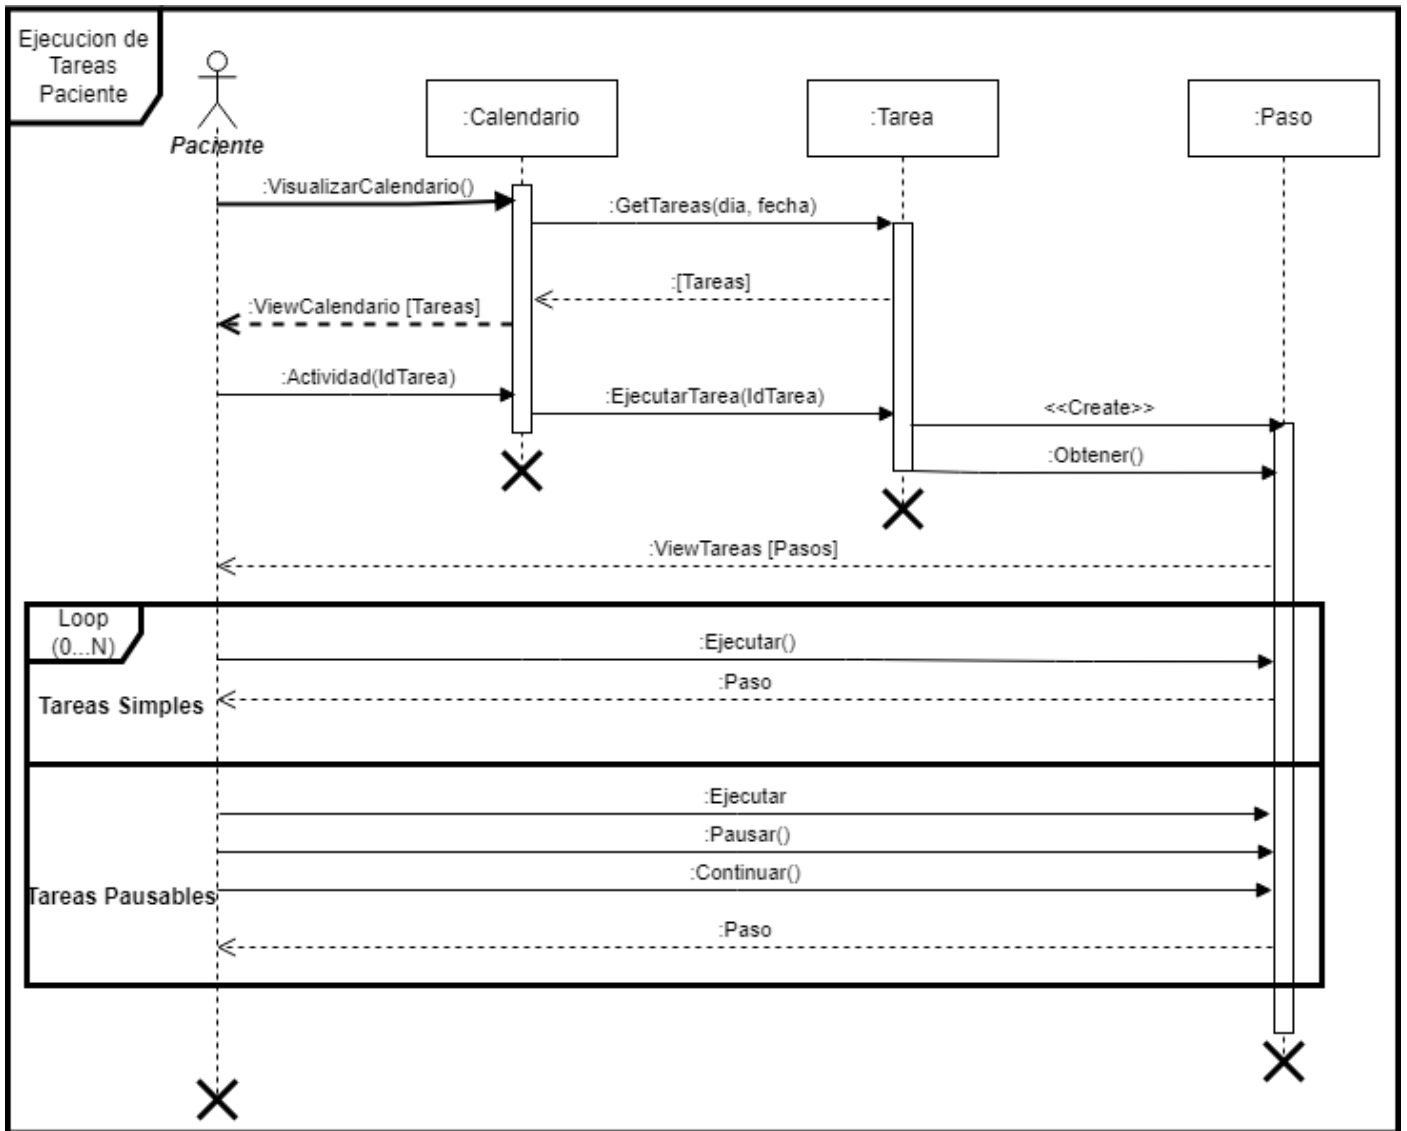 Ejecucion de
Tareas
Paciente
Paciente
:Calendario
:Tarea
:Paso
:VisualizarCalendario()
:GetTareas(dia, fecha)
:[Tareas]
:ViewCalendario [Tareas]
:Actividad(IdTarea)
:EjecutarTarea(IdTarea)
<<Create>>
:Obtener()
:ViewTareas [Pasos]
Loop
(0...N)
:Ejecutar()
:Paso
Tareas Simples
:Ejecutar
:Pausar()
:Continuar()
Tareas Pausables
:Paso